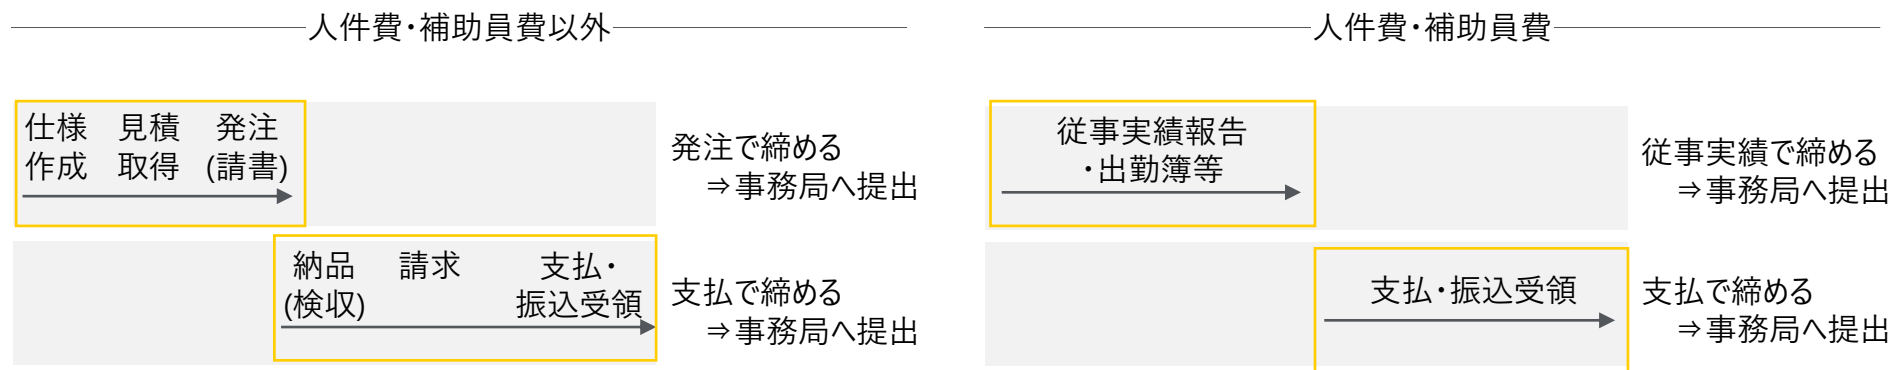 人件費・補助員費以外
仕様 見積 発注
作成 取得 (請書)
発注で締める
⇒事務局へ提出
納品 請求 支払・
(検収) 振込受領
支払で締める
⇒事務局へ提出
人件費・補助員費
従事実績報告
・出勤簿等
従事実績で締める
⇒事務局へ提出
支払・振込受領
支払で締める
⇒事務局へ提出